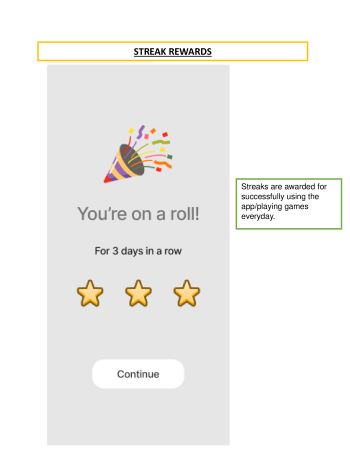 STREAK REWARDS
You're on a roll!
For 3 days in a row
Continue
Streaks are awarded for
successfully using the
app/playing games
everyday.